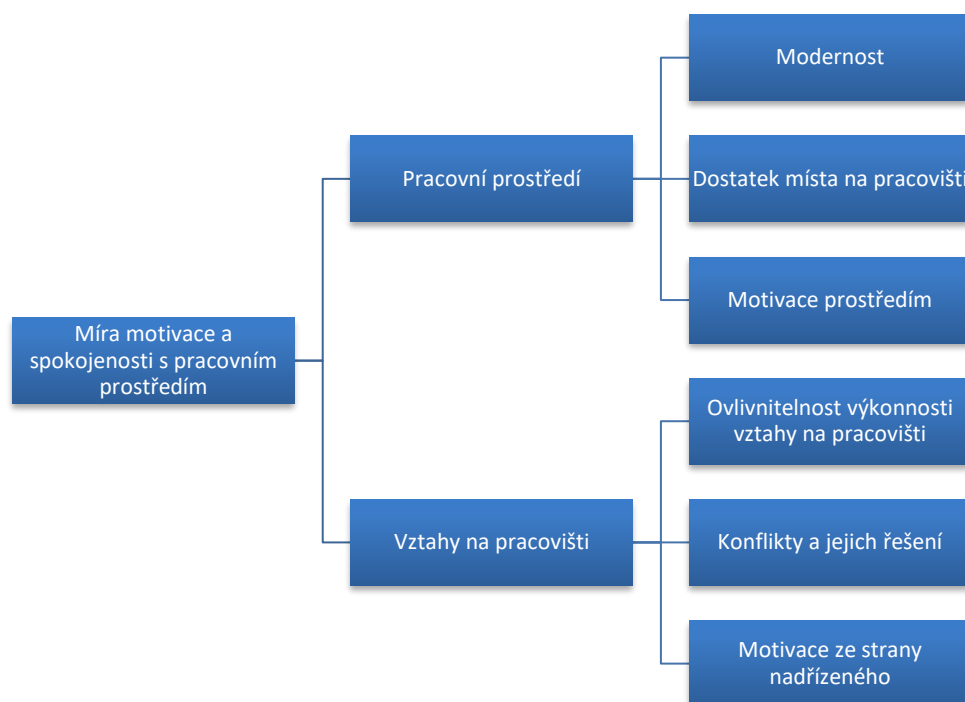 Modernost
Pracovní prostředí
Dostatek místa na pracovišti
Motivace prostředím
Míra motivace a
spokojenosti s pracovním
prostředím
Ovlivnitelnost výkonnosti
vztahy na pracovišti
Vztahy na pracovišti
Konflikty a jejich řešení
Motivace ze strany
nadřízeného